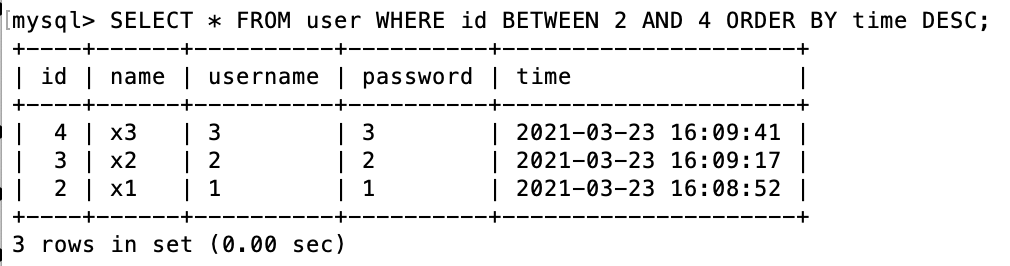 [mysql> SELECT * FROM user WHERE id BETWEEN 2 AND 4 ORDER BY time DESC;
+----+------+----------+----------+---------------------+
| id | name | username | password | time                |
+----+------+----------+----------+---------------------+
|  4 | x3   | 3        | 3        | 2021-03-23 16:09:41 |
|  3 | x2   | 2        | 2        | 2021-03-23 16:09:17 |
|  2 | x1   | 1        | 1        | 2021-03-23 16:08:52 |
+----+------+----------+----------+---------------------+
3 rows in set (0.00 sec)